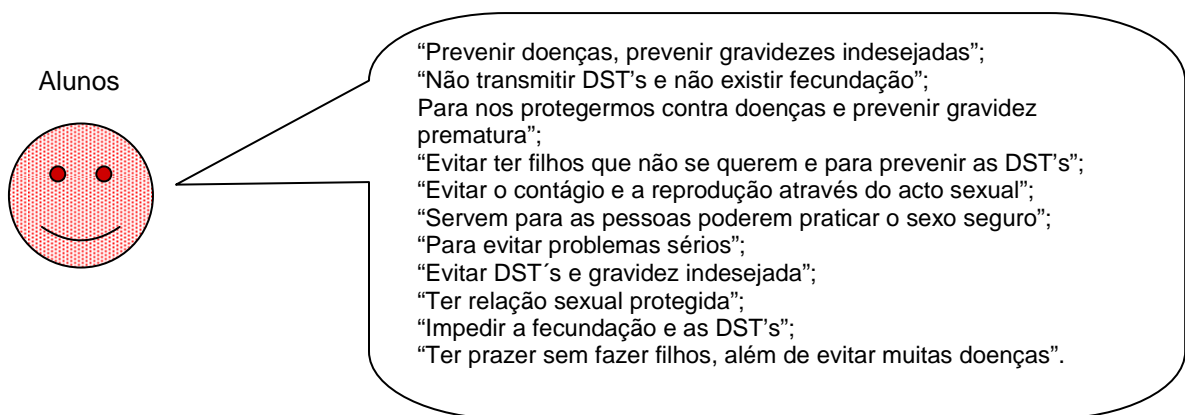 Alunos
“Prevenir doenças, prevenir gravidezes indesejadas”;
“Não transmitir DST's e não existir fecundação”;
Para nos protegermos contra doenças e prevenir gravidez
prematura”;
“Evitar ter filhos que não se querem e para prevenir as DST's”;
“Evitar o contágio e a reprodução através do acto sexual”;
“Servem para as pessoas poderem praticar o sexo seguro”;
“Para evitar problemas sérios”;
“Evitar DST´s e gravidez indesejada”;
“Ter relação sexual protegida”;
“Impedir a fecundação e as DST's”;
“Ter prazer sem fazer filhos, além de evitar muitas doenças”.